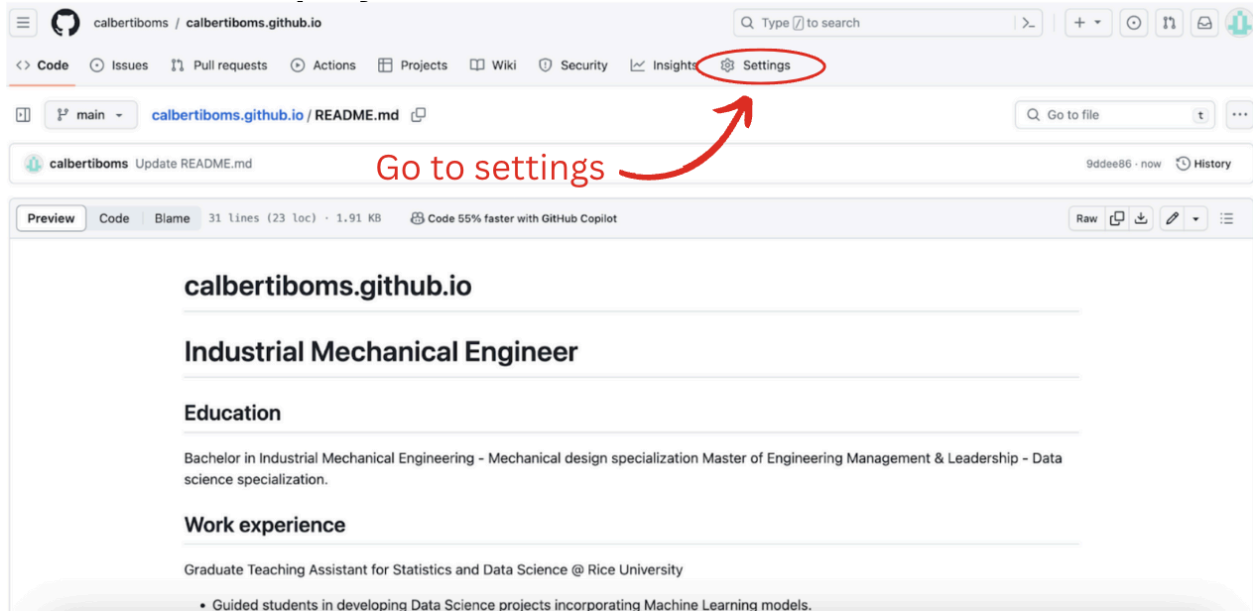 calbertiboms / calbertiboms.github.io
Type / to search
Code Issues Pull requests Actions Projects Wiki Security Insights Settings
main calbertiboms.github.io / README.md
Go to file t
calbertiboms Update README.md
9ddee86 · now History
Go to settings
Preview Code Blame 31 lines (23 loc) · 1.91 KB Code 55% faster with GitHub Copilot
Raw
calbertiboms.github.io
Industrial Mechanical Engineer
Education
Bachelor in Industrial Mechanical Engineering - Mechanical design specialization Master of Engineering Management & Leadership - Data
science specialization.
Work experience
Graduate Teaching Assistant for Statistics and Data Science @ Rice University
• Guided students in developing Data Science projects incorporating Machine Learning models.